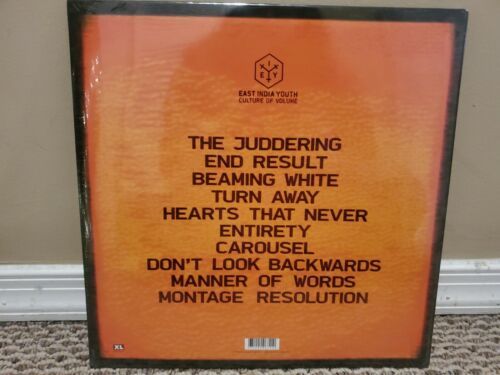 EAST INDIA YOUTH
CULTURE OF VOLUME
THE JUDDERING
END RESULT
BEAMING WHITE
TURN AWAY
HEARTS THAT NEVER
ENTIRETY
CAROUSEL
DON'T LOOK BACKWARDS
MANNER OF WORDS
MONTAGE RESOLUTION
XL